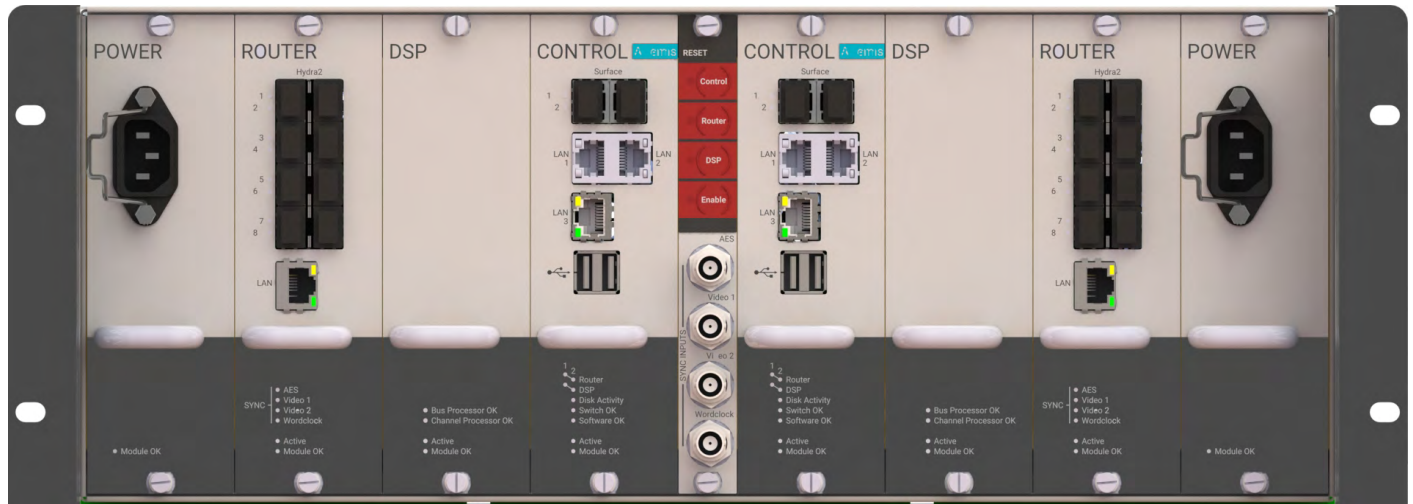 POWER
ROUTER
DSP
CONTROL
RESET
CONTROL
DSP
ROUTER
POWER
Hydra2
1
2
3
4
5
6
7
8
LAN
Surface
1
2
LAN
1
LAN
2
LAN
3
Control
Router
DSP
Enable
AES
Video 1
Vi eo 2
Wordclock
SYNC INPUTS
Surface
1
2
LAN
1
LAN
2
LAN
3
Hydra2
1
2
3
4
5
6
7
8
LAN
Module OK
SYNC
AES
Video 1
Video 2
Wordclock
Active
Module OK
Bus Processor OK
Channel Processor OK
Active
Module OK
1
2
Router
DSP
Disk Activity
Switch OK
Software OK
Active
Module OK
1
2
Router
DSP
Disk Activity
Switch OK
Software OK
Active
Module OK
Bus Processor OK
Channel Processor OK
Active
Module OK
SYNC
AES
Video 1
Video 2
Wordclock
Active
Module OK
Module OK